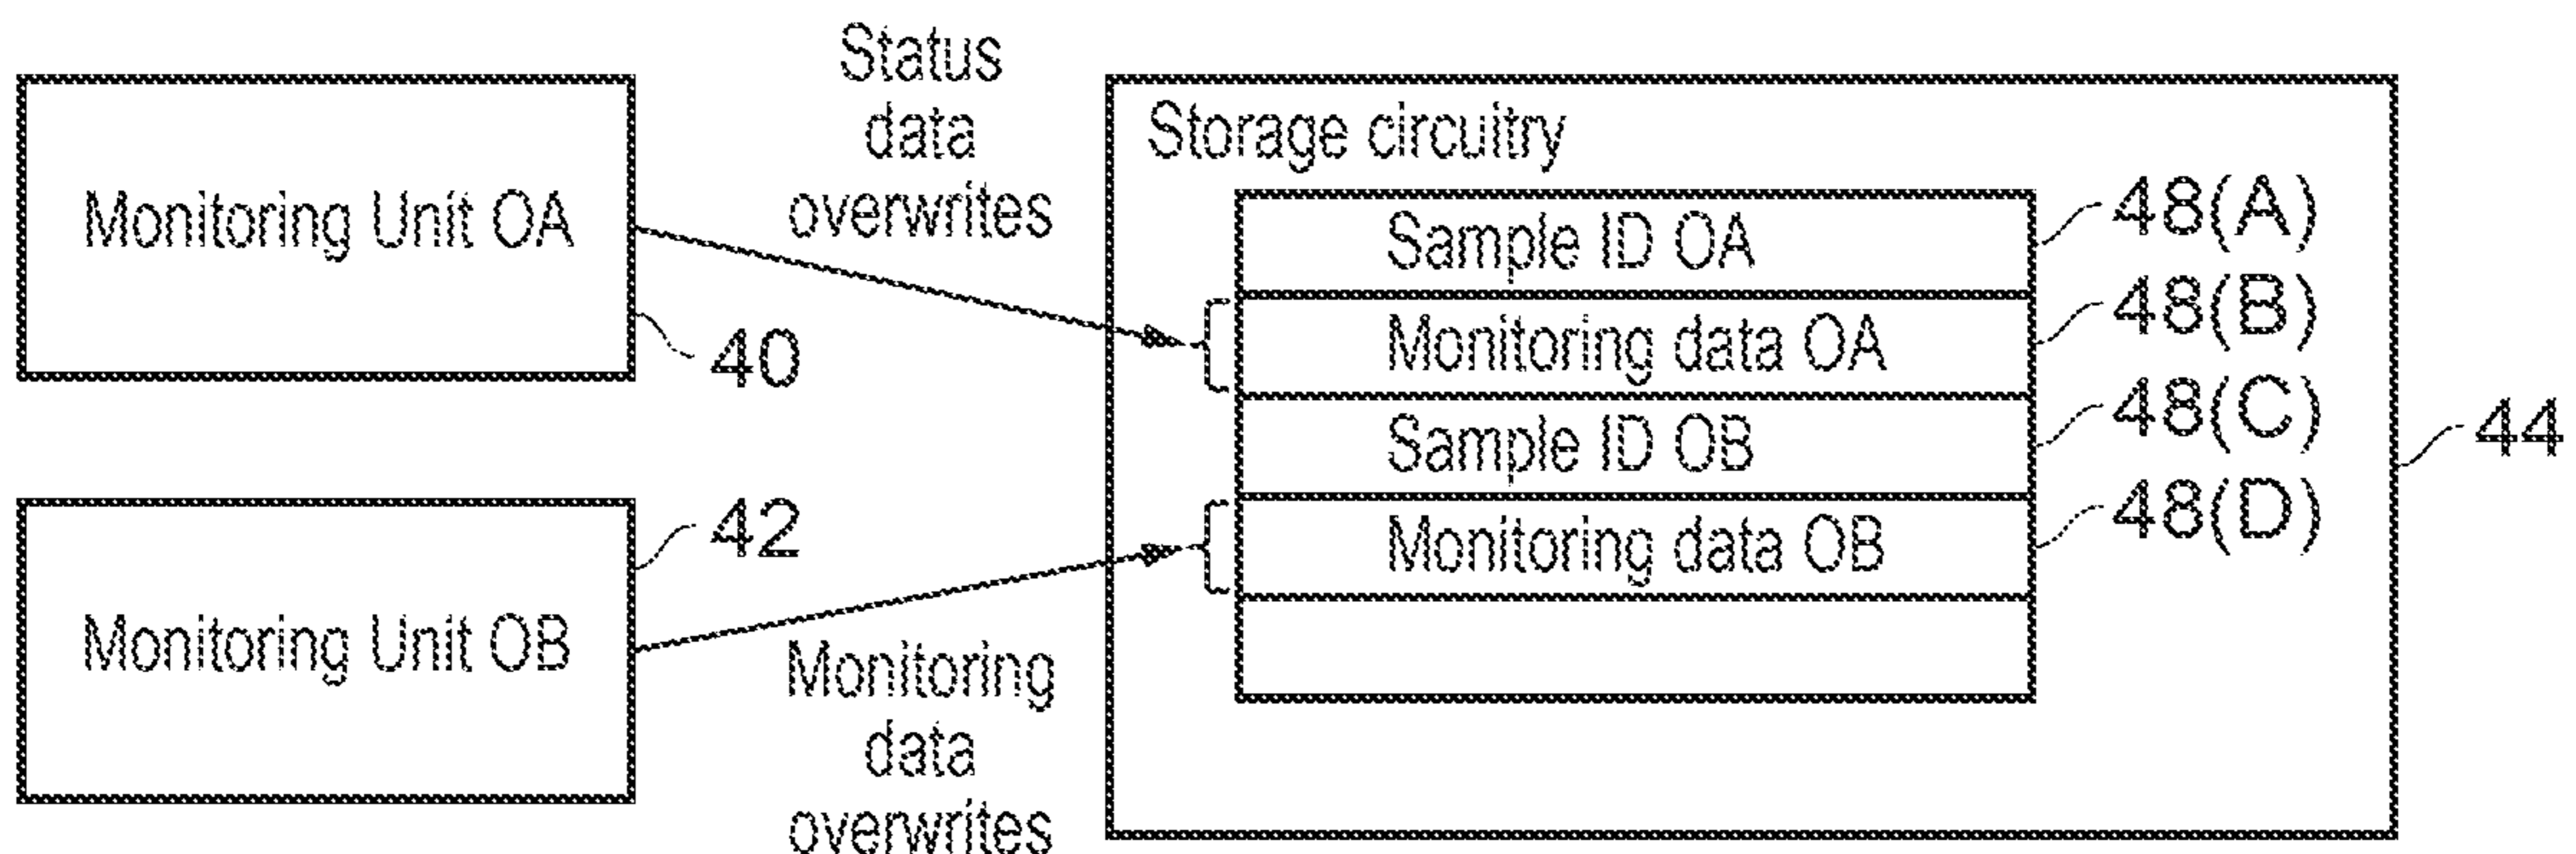 Status
data
overwrites
Monitoring Unit OA
40
Monitoring Unit OB
42
Monitoring
data
overwrites
Storage circuitry
Sample ID OA
48(A)
Monitoring data OA
48(B)
Sample ID OB
48(C)
Monitoring data OB
48(D)
44